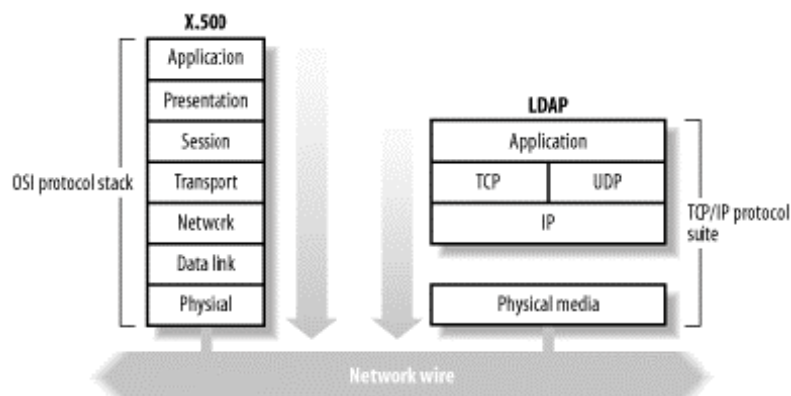 X.500
Application
Presentation
Session
Transport
Network
Data link
Physical
OSI protocol stack
LDAP
Application
TCP
UDP
IP
Physical media
TCP/IP protocol
suite
Network wire